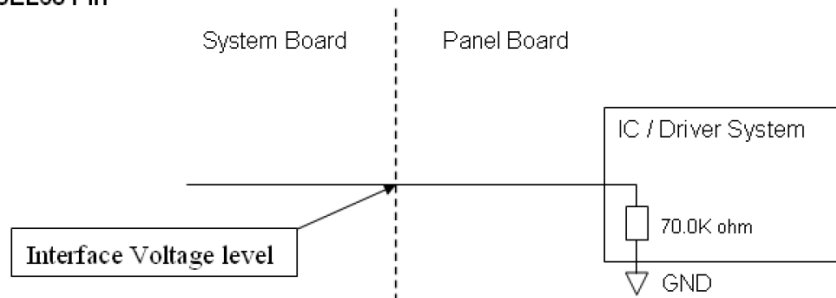 System Board
Panel Board
IC / Driver System
70.0K ohm
Interface Voltage level
GND